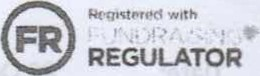 FR
Registered with
FUNDRAISING
REGULATOR